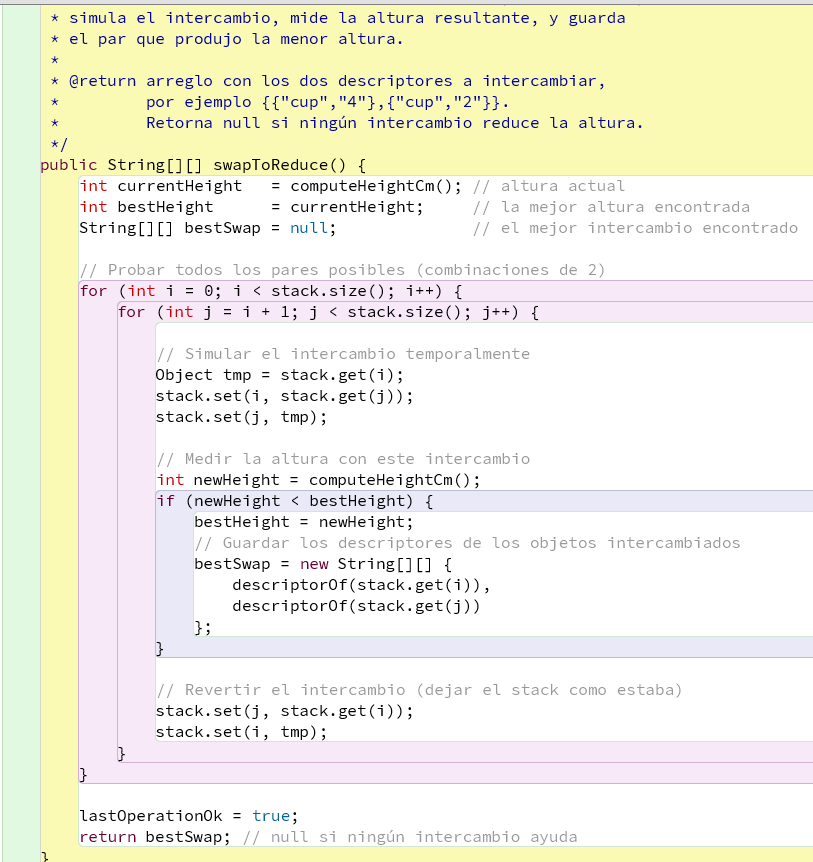 * simula el intercambio, mide la altura resultante, y guarda
* el par que produjo la menor altura.
*
* @return arreglo con los dos descriptores a intercambiar,
*         por ejemplo {{"cup","4"},{"cup","2"}}.
*         Retorna null si ningún intercambio reduce la altura.
*/
public String[][] swapToReduce() {
    int currentHeight   = computeHeightCm(); // altura actual
    int bestHeight      = currentHeight;     // la mejor altura encontrada
    String[][] bestSwap = null;              // el mejor intercambio encontrado

    // Probar todos los pares posibles (combinaciones de 2)
    for (int i = 0; i < stack.size(); i++) {
        for (int j = i + 1; j < stack.size(); j++) {

            // Simular el intercambio temporalmente
            Object tmp = stack.get(i);
            stack.set(i, stack.get(j));
            stack.set(j, tmp);

            // Medir la altura con este intercambio
            int newHeight = computeHeightCm();
            if (newHeight < bestHeight) {
                bestHeight = newHeight;
                // Guardar los descriptores de los objetos intercambiados
                bestSwap = new String[][] {
                    descriptorOf(stack.get(i)),
                    descriptorOf(stack.get(j))
                };
            }

            // Revertir el intercambio (dejar el stack como estaba)
            stack.set(j, stack.get(i));
            stack.set(i, tmp);
        }
    }

    lastOperationOk = true;
    return bestSwap; // null si ningún intercambio ayuda
}